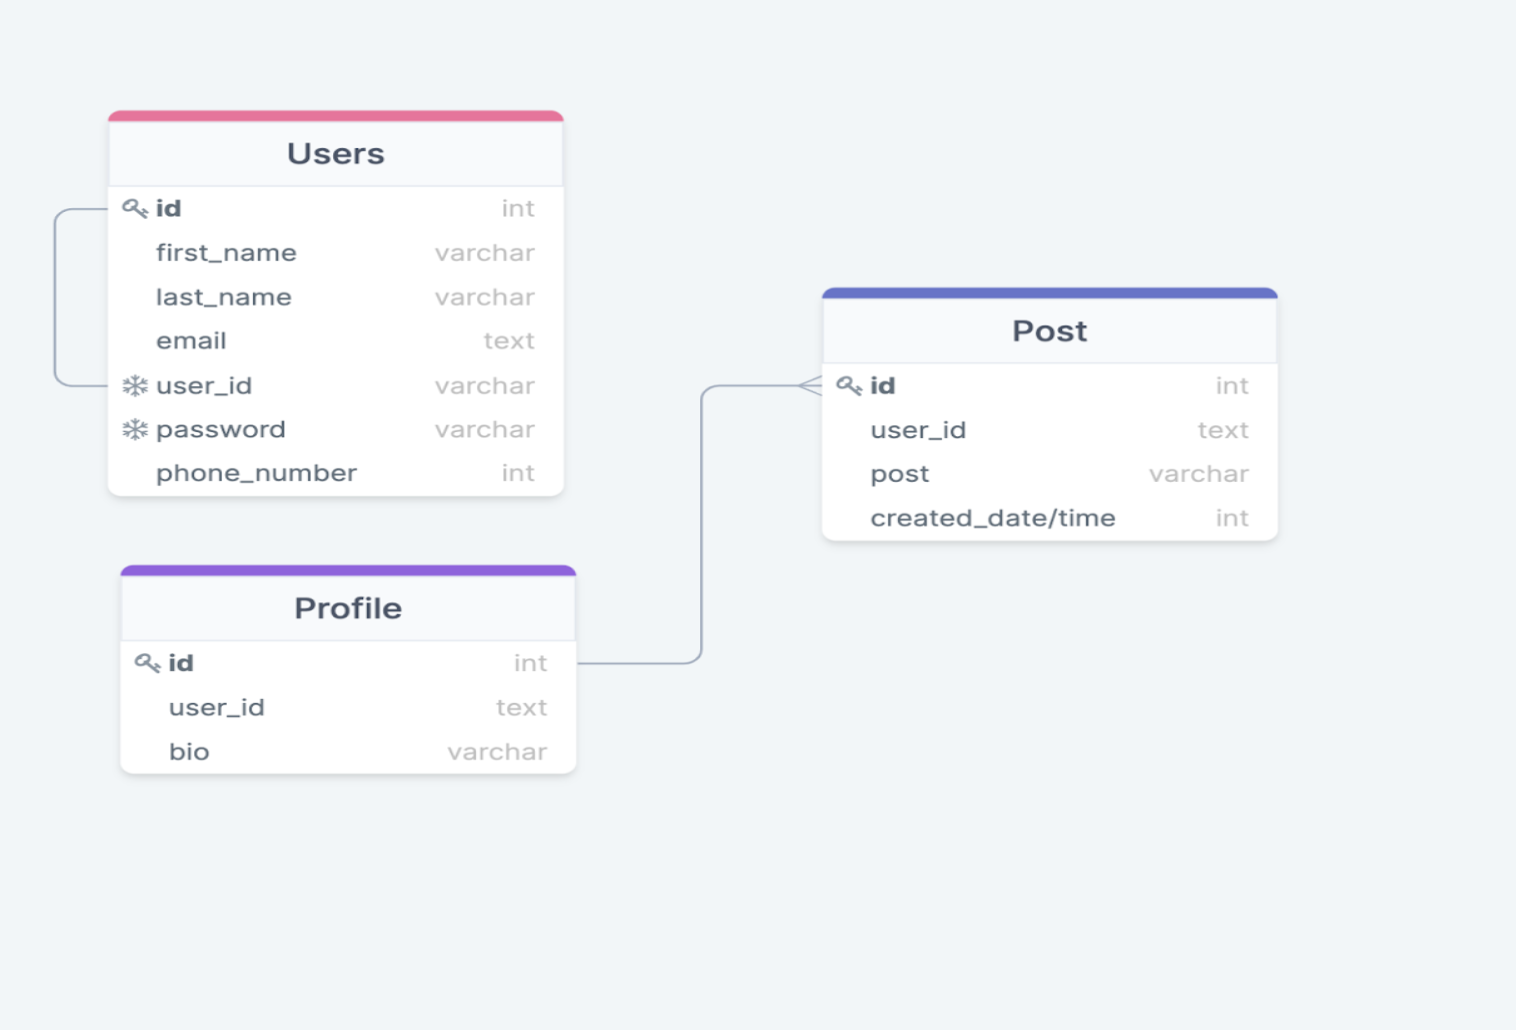 Users
id int
first_name varchar
last_name varchar
email text
user_id varchar
password varchar
phone_number int
Post
id int
user_id text
post varchar
created_date/time int
Profile
id int
user_id text
bio varchar